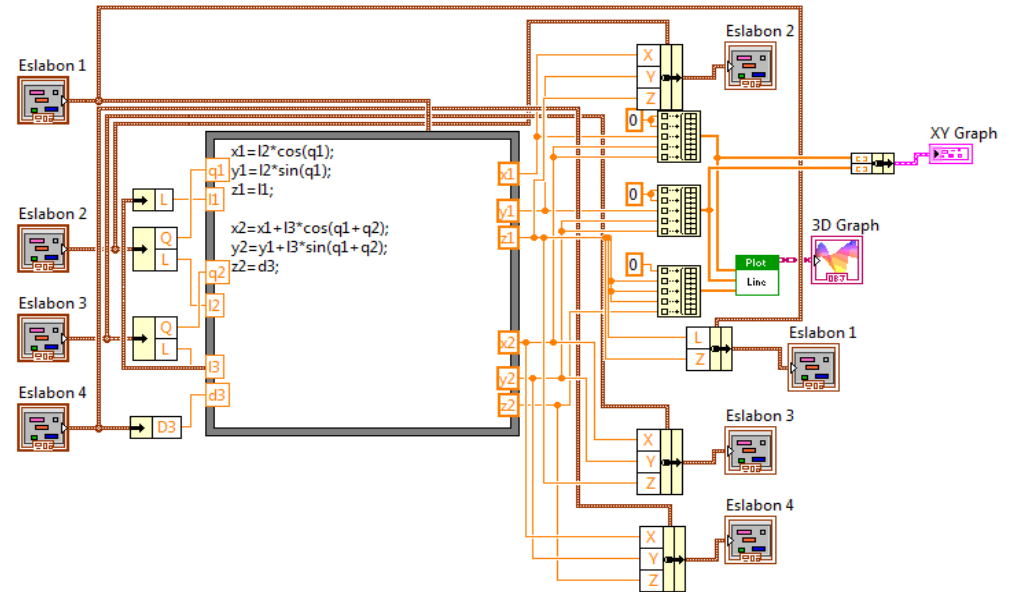 Eslabon 1
Eslabon 2
XY Graph
Eslabon 2
3D Graph
Eslabon 3
Eslabon 1
Eslabon 4
Eslabon 3
Eslabon 4
x1=l2*cos(q1);
y1=l2*sin(q1);
z1=l1;
x2=x1+l3*cos(q1+q2);
y2=y1+l3*sin(q1+q2);
z2=d3;
q1
l1
q2
l2
l3
d3
L
Q
L
Q
L
D3
x1
y1
z1
x2
y2
z2
X
Y
Z
0
0
0
Plot
Line
L
Z
X
Y
Z
X
Y
Z